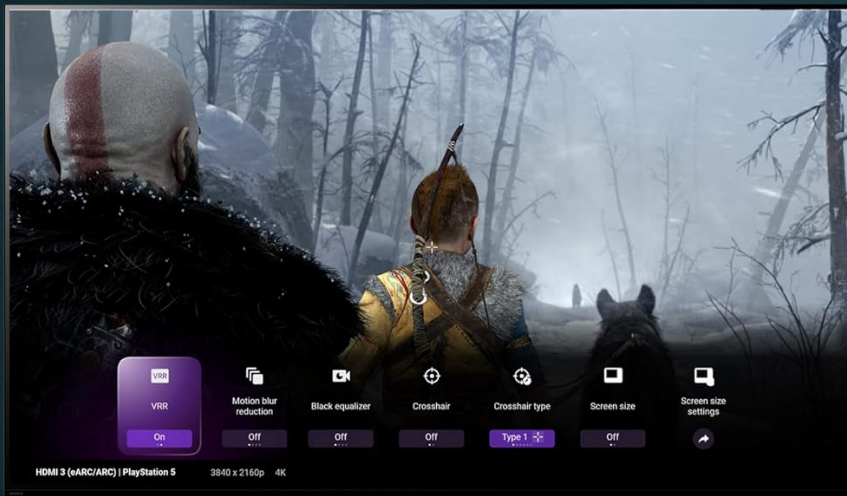 VRR
VRR
On
Motion blur
reduction
Off
Black equalizer
Off
Crosshair
Off
Crosshair type
Type 1
Screen size
Off
Screen size
settings
HDMI 3 (eARC/ARC) | PlayStation 5
3840 x 2160p 4K